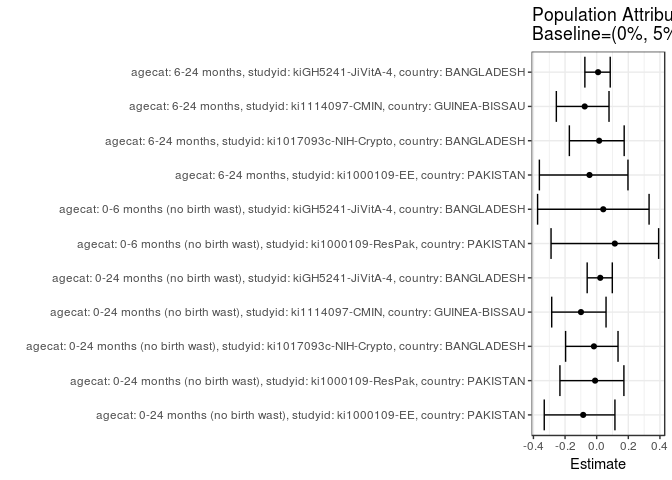 Population Attribu
Baseline=(0%, 5%
agecat: 6-24 months, studyid: kiGH5241-JiVitA-4, country: BANGLADESH
agecat: 6-24 months, studyid: ki1114097-CMIN, country: GUINEA-BISSAU
agecat: 6-24 months, studyid: ki1017093c-NIH-Crypto, country: BANGLADESH
agecat: 6-24 months, studyid: ki1000109-EE, country: PAKISTAN
agecat: 0-6 months (no birth wast), studyid: kiGH5241-JiVitA-4, country: BANGLADESH
agecat: 0-6 months (no birth wast), studyid: ki1000109-ResPak, country: PAKISTAN
agecat: 0-24 months (no birth wast), studyid: kiGH5241-JiVitA-4, country: BANGLADESH
agecat: 0-24 months (no birth wast), studyid: ki1114097-CMIN, country: GUINEA-BISSAU
agecat: 0-24 months (no birth wast), studyid: ki1017093c-NIH-Crypto, country: BANGLADESH
agecat: 0-24 months (no birth wast), studyid: ki1000109-ResPak, country: PAKISTAN
agecat: 0-24 months (no birth wast), studyid: ki1000109-EE, country: PAKISTAN
-0.4 -0.2 0.0 0.2 0.4
Estimate